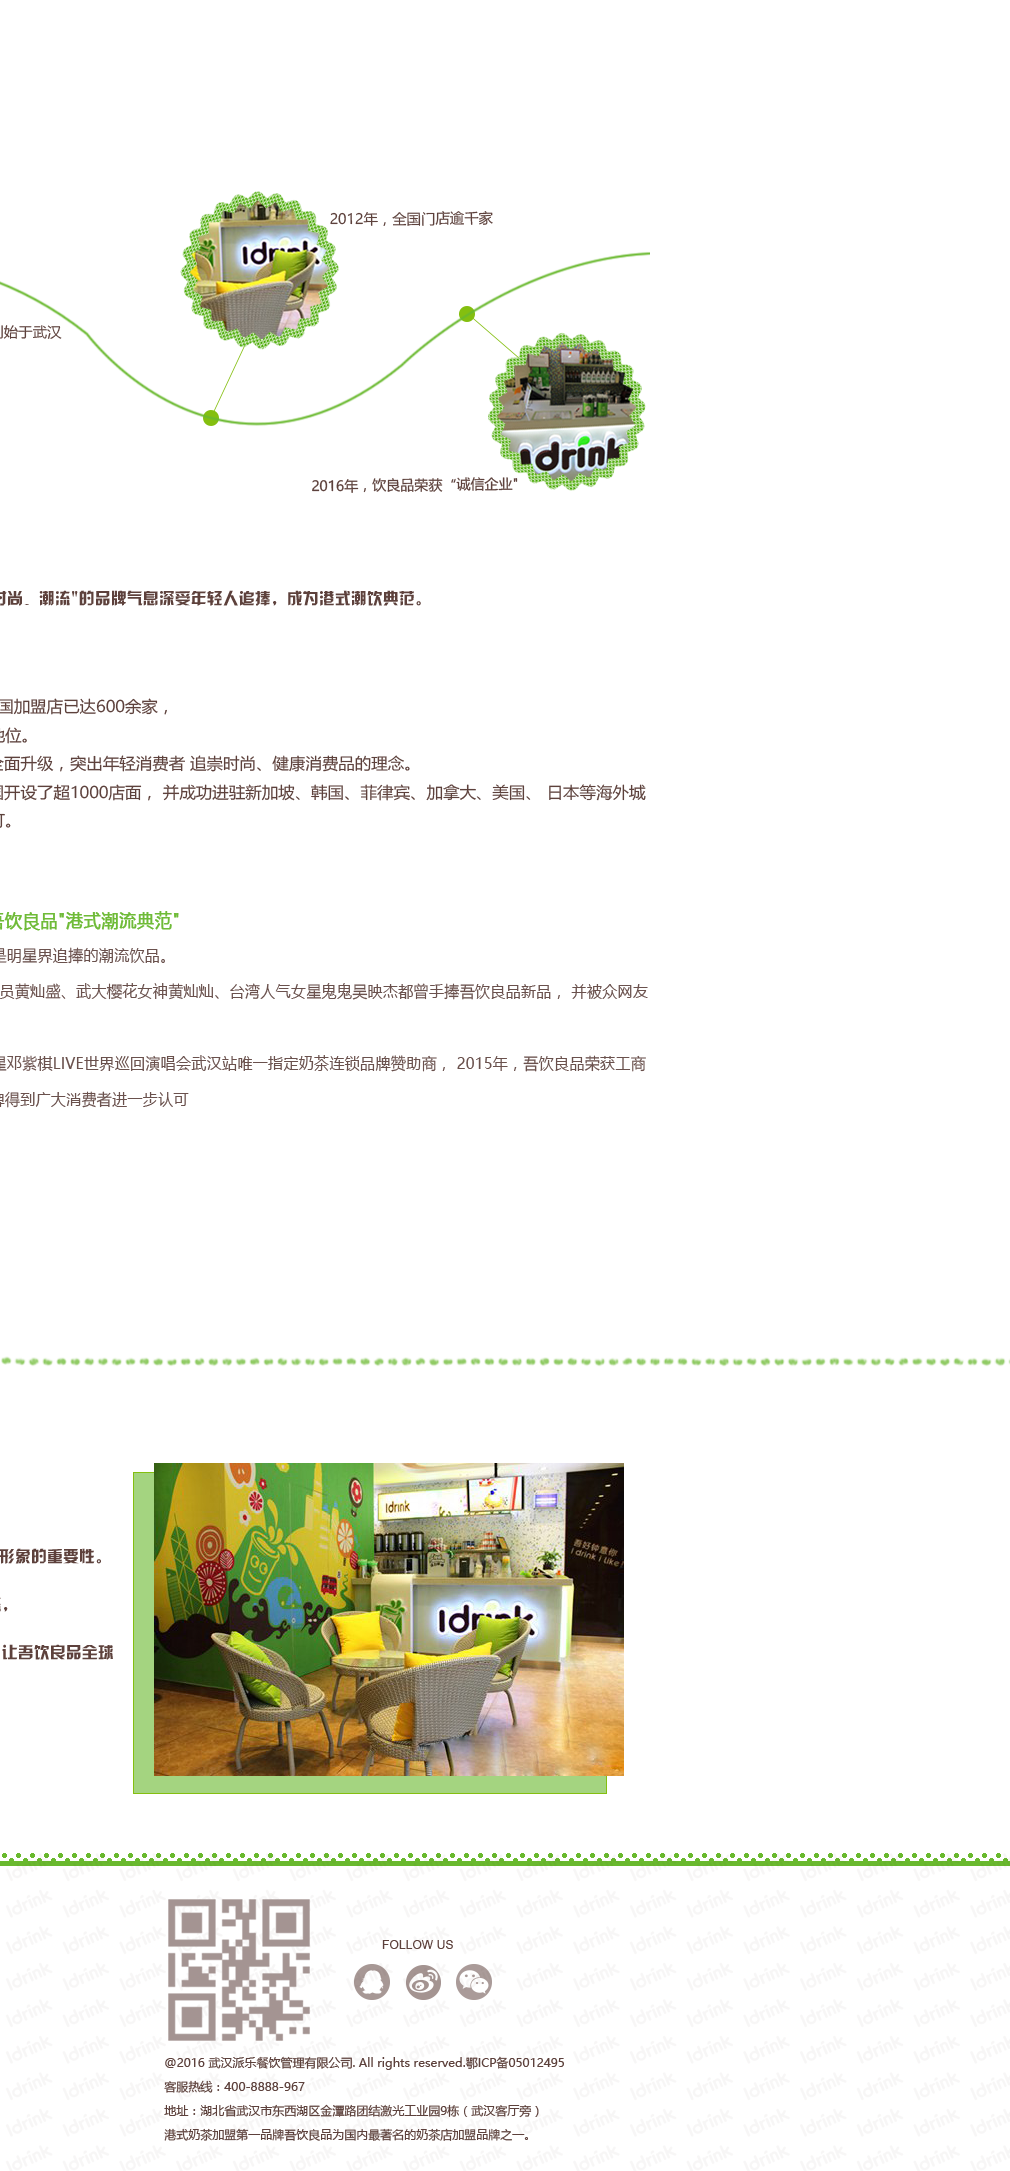 2012年，全国门店逾千家
Idrink
始于武汉
idrink
2016年，饮良品荣获“诚信企业"
尚、潮流"的品牌气息深受年轻人追捧，成为港式潮饮典范。
国加盟店已达600余家，
位。
面升级，突出年轻消费者 追崇时尚、健康消费品的理念。
开设了超1000店面， 并成功进驻新加坡、韩国、菲律宾、加拿大、美国、 日本等海外城
。
饮良品"港式潮流典范"
是明星界追捧的潮流饮品。
员黄灿盛、武大樱花女神黄灿灿、台湾人气女星鬼鬼吴映杰都曾手捧吾饮良品新品， 并被众网友
星邓紫棋LIVE世界巡回演唱会武汉站唯一指定奶茶连锁品牌赞助商， 2015年，吾饮良品荣获工商
得到广大消费者进一步认可
形象的重要性。
，
让吾饮良品全球
Idrink
吾好钟意你
i drink i like!
Idrink
FOLLOW US
@2016 武汉派乐餐饮管理有限公司. All rights reserved.鄂ICP备05012495
客服热线：400-8888-967
地址：湖北省武汉市东西湖区金潭路团结激光工业园9栋（武汉客厅旁）
港式奶茶加盟第一品牌吾饮良品为国内最著名的奶茶店加盟品牌之一。